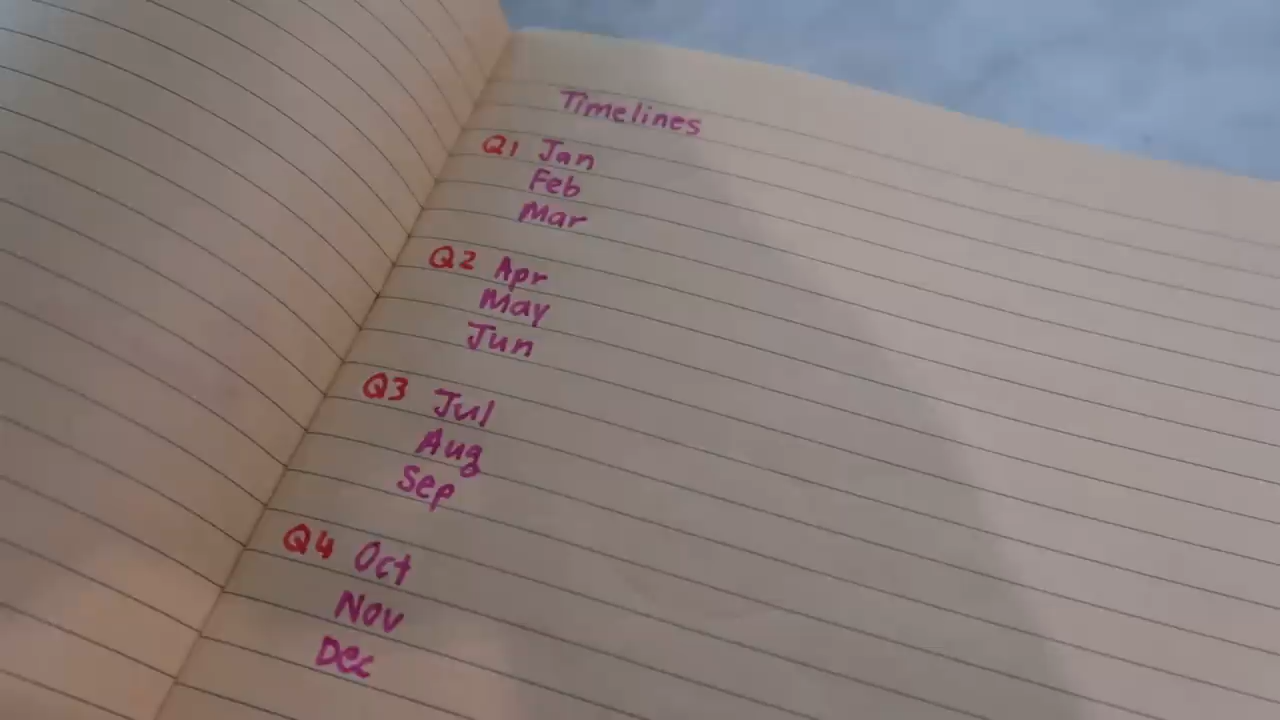 Timelines
Q1 Jan
Feb
Mar
Q2 Apr
May
Jun
Q3 Jul
Aug
Sep
Q4 Oct
Nov
Dec